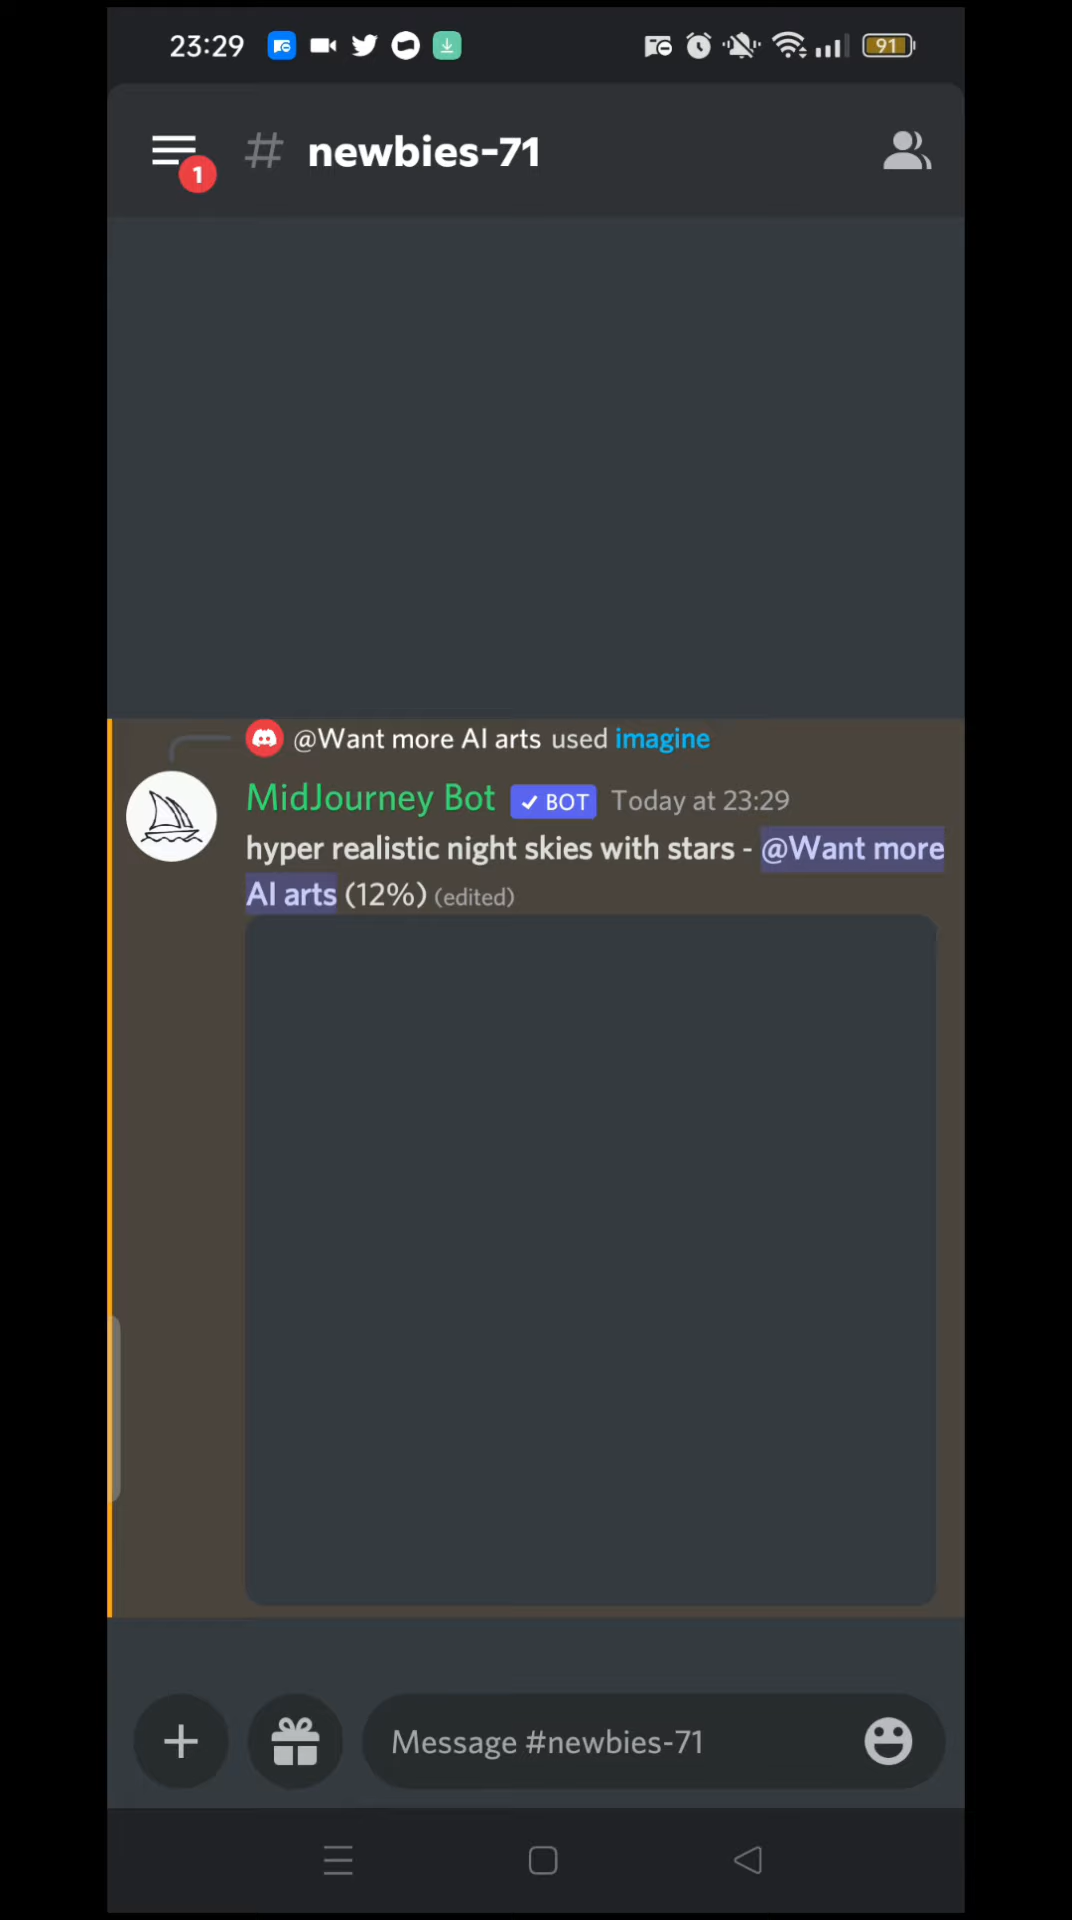 23:29
91
1
# newbies-71
@Want more AI arts used imagine
MidJourney Bot ✓ BOT Today at 23:29
hyper realistic night skies with stars - @Want more
AI arts (12%) (edited)
Message #newbies-71